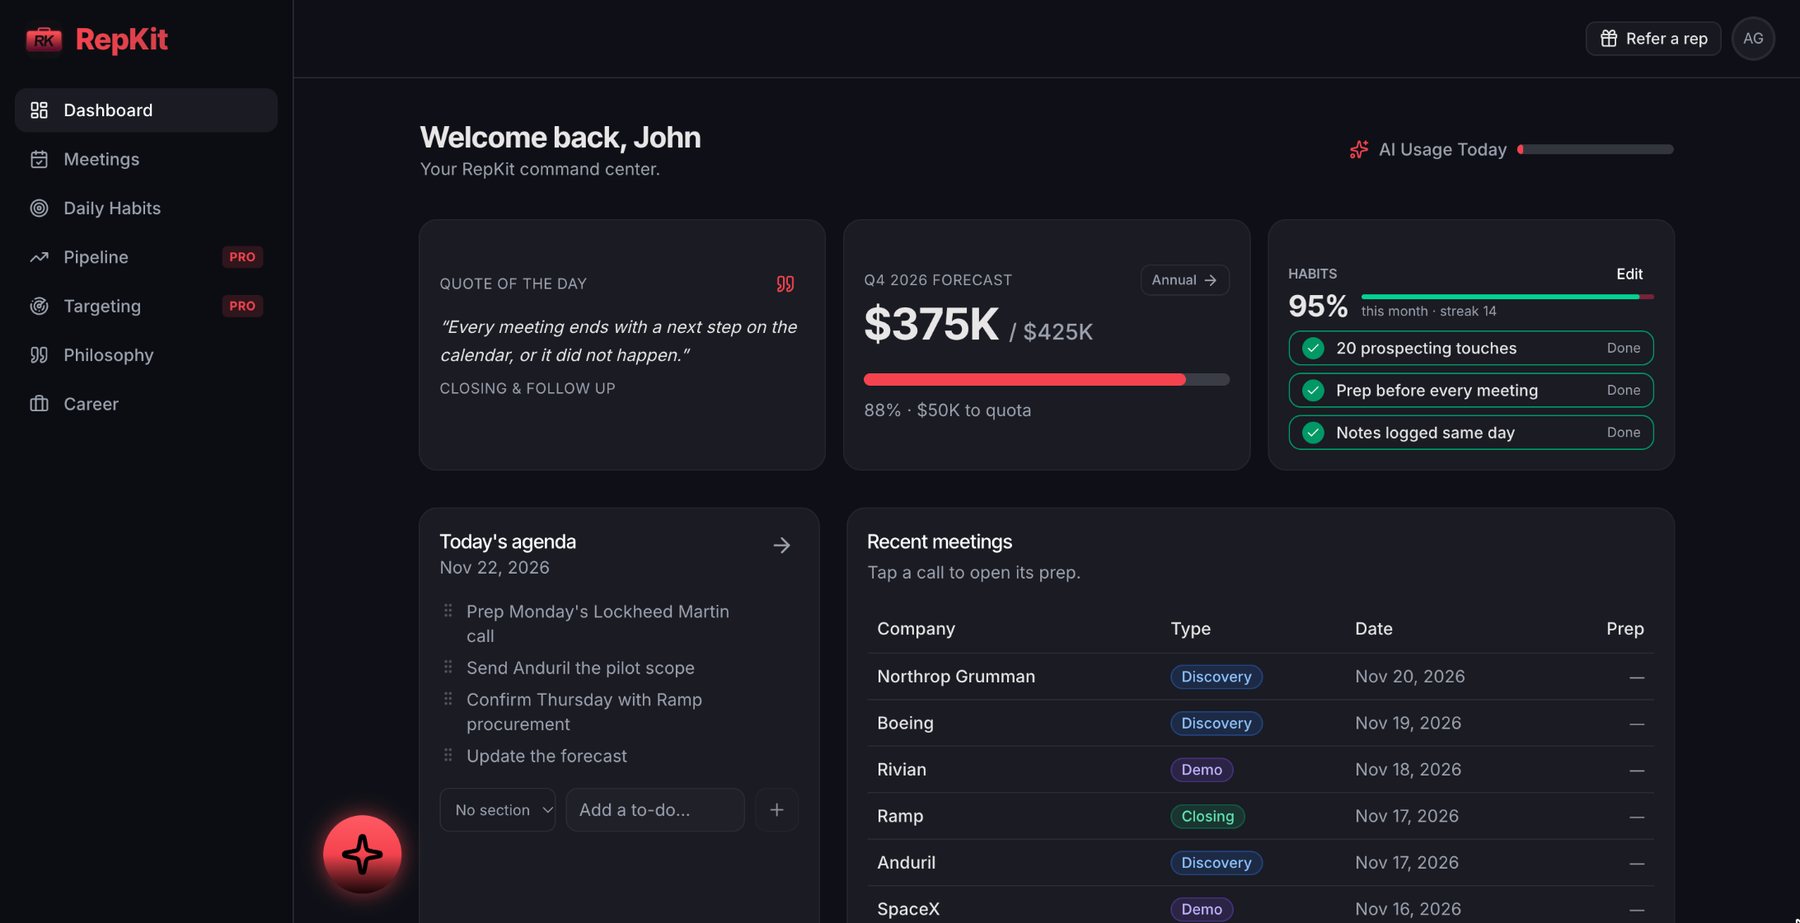 RK RepKit
Refer a rep
AG
Dashboard
Meetings
Daily Habits
Pipeline PRO
Targeting PRO
Philosophy
Career
Welcome back, John
Your RepKit command center.
AI Usage Today
QUOTE OF THE DAY
“Every meeting ends with a next step on the
calendar, or it did not happen.”
CLOSING & FOLLOW UP
Q4 2026 FORECAST
Annual →
$375K / $425K
88% · $50K to quota
HABITS
Edit
95%
this month · streak 14
20 prospecting touches Done
Prep before every meeting Done
Notes logged same day Done
Today's agenda
Nov 22, 2026
Prep Monday's Lockheed Martin
call
Send Anduril the pilot scope
Confirm Thursday with Ramp
procurement
Update the forecast
No section
Add a to-do...
+
Recent meetings
Tap a call to open its prep.
Company Type Date Prep
Northrop Grumman Discovery Nov 20, 2026 —
Boeing Discovery Nov 19, 2026 —
Rivian Demo Nov 18, 2026 —
Ramp Closing Nov 17, 2026 —
Anduril Discovery Nov 17, 2026 —
SpaceX Demo Nov 16, 2026 —